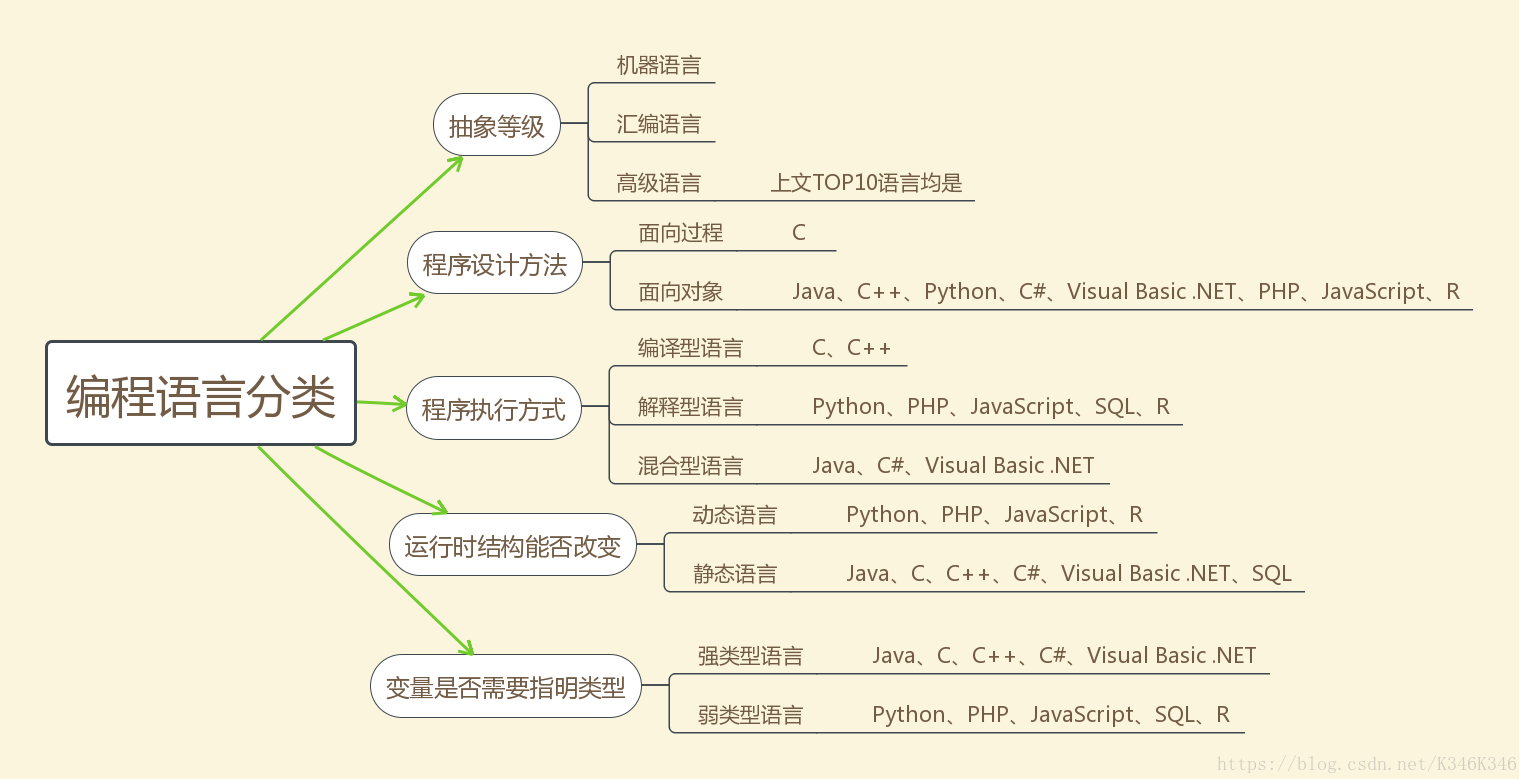 编程语言分类
抽象等级
机器语言
汇编语言
高级语言 上文TOP10语言均是
程序设计方法
面向过程 C
面向对象 Java、C++、Python、C#、Visual Basic .NET、PHP、JavaScript、R
程序执行方式
编译型语言 C、C++
解释型语言 Python、PHP、JavaScript、SQL、R
混合型语言 Java、C#、Visual Basic .NET
运行时结构能否改变
动态语言 Python、PHP、JavaScript、R
静态语言 Java、C、C++、C#、Visual Basic .NET、SQL
变量是否需要指明类型
强类型语言 Java、C、C++、C#、Visual Basic .NET
弱类型语言 Python、PHP、JavaScript、SQL、R
https://blog.csdn.net/K346K346